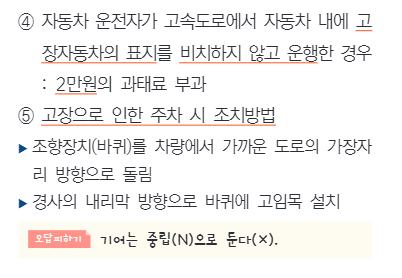 ④ 자동차 운전자가 고속도로에서 자동차 내에 고
장자동차의 표지를 비치하지 않고 운행한 경우
: 2만원의 과태료 부과
⑤ 고장으로 인한 주차 시 조치방법
▶ 조향장치(바퀴)를 차량에서 가까운 도로의 가장자
리 방향으로 돌림
▶ 경사의 내리막 방향으로 바퀴에 고임목 설치
오답피하기 기어는 중립(N)으로 둔다(×).